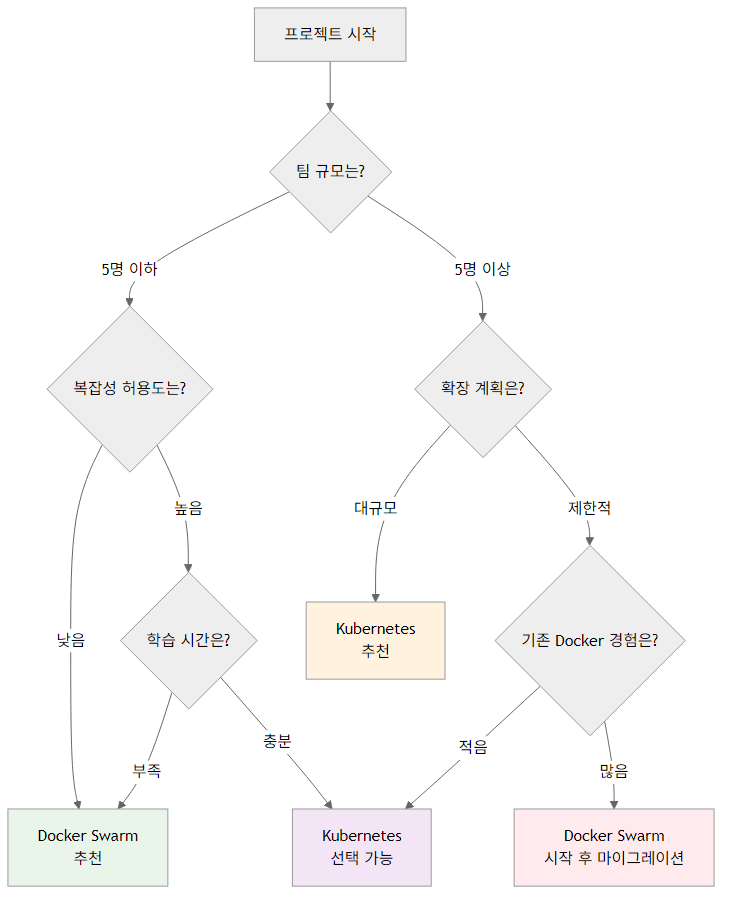 프로젝트 시작
팀 규모는?
5명 이하
5명 이상
복잡성 허용도는?
확장 계획은?
높음
대규모
제한적
낮음
학습 시간은?
Kubernetes
추천
기존 Docker 경험은?
충분
적음
부족
많음
Docker Swarm
추천
Kubernetes
선택 가능
Docker Swarm
시작 후 마이그레이션